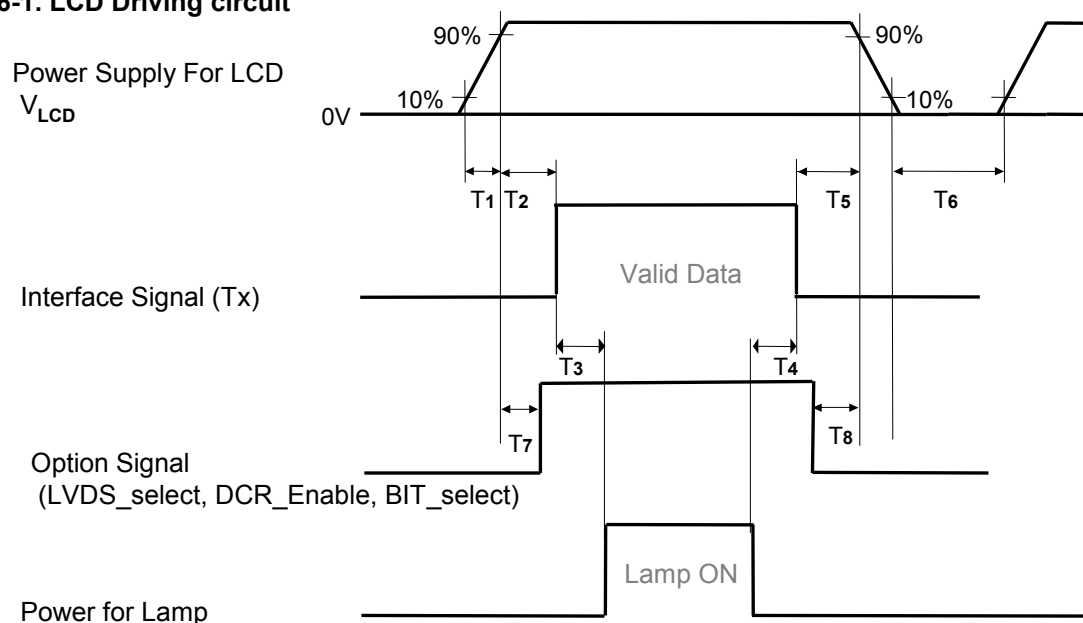 6-1. LCD Driving circuit
90%
90%
Power Supply For LCD
V LCD
10%
10%
0V
T1 T2
T5
T6
Valid Data
Interface Signal (Tx)
T3
T4
T7
T8
Option Signal
(LVDS_select, DCR_Enable, BIT_select)
Lamp ON
Power for Lamp